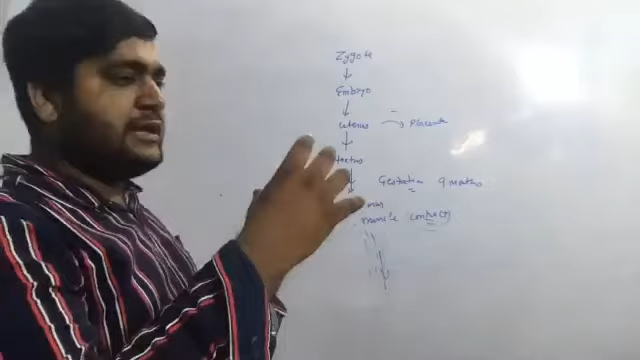 Zygote
Embryo
uterus → Placenta
foetus
Gestation 9 months
muscle contract